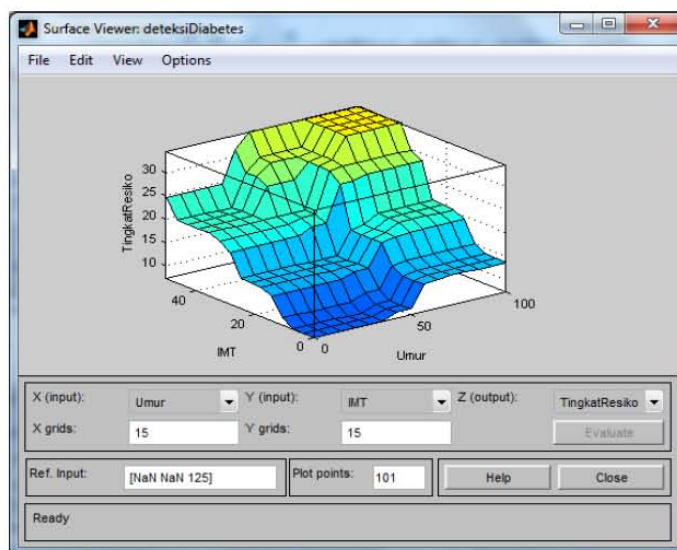 Surface Viewer: deteksiDiabetes
File Edit View Options
30
25
20
15
10
TingkatResiko
40
20
0
IMT
0
50
100
Umur
X (input): Umur Y (input): IMT Z (output): TingkatResiko
X grids: 15 Y grids: 15 Evaluate
Ref. Input: [NaN NaN 125] Plot points: 101 Help Close
Ready